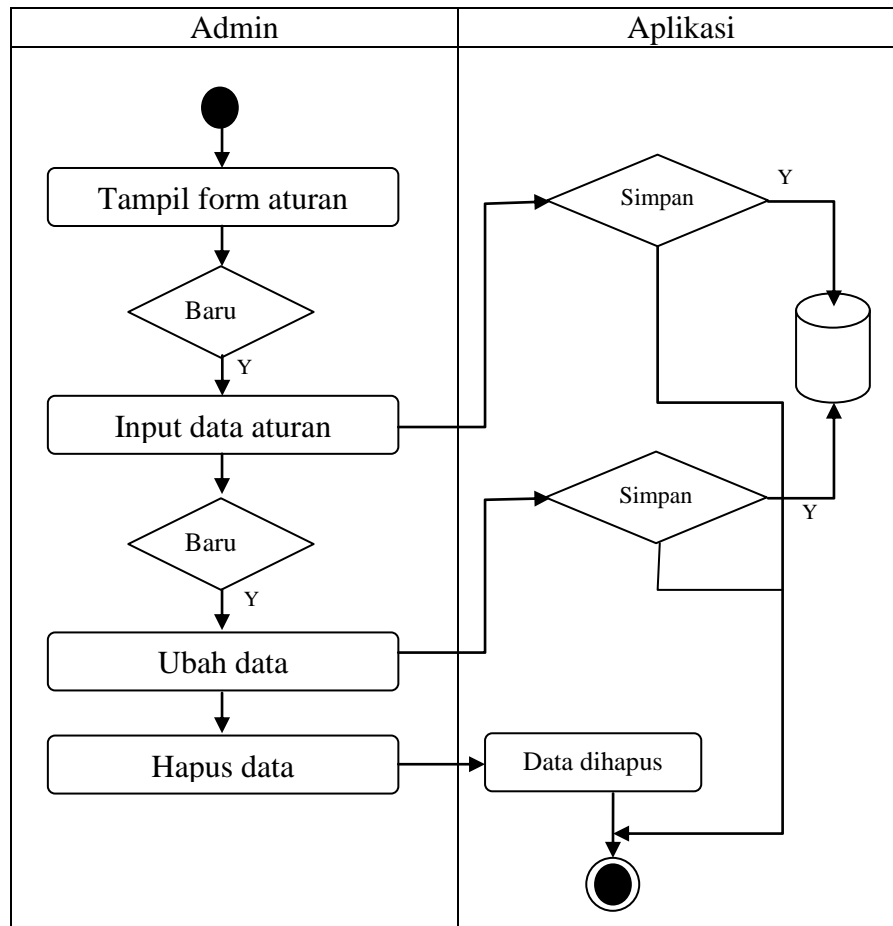 Admin
Aplikasi
Tampil form aturan
Simpan
Y
Baru
Y
Input data aturan
Simpan
Y
Baru
Y
Ubah data
Hapus data
Data dihapus